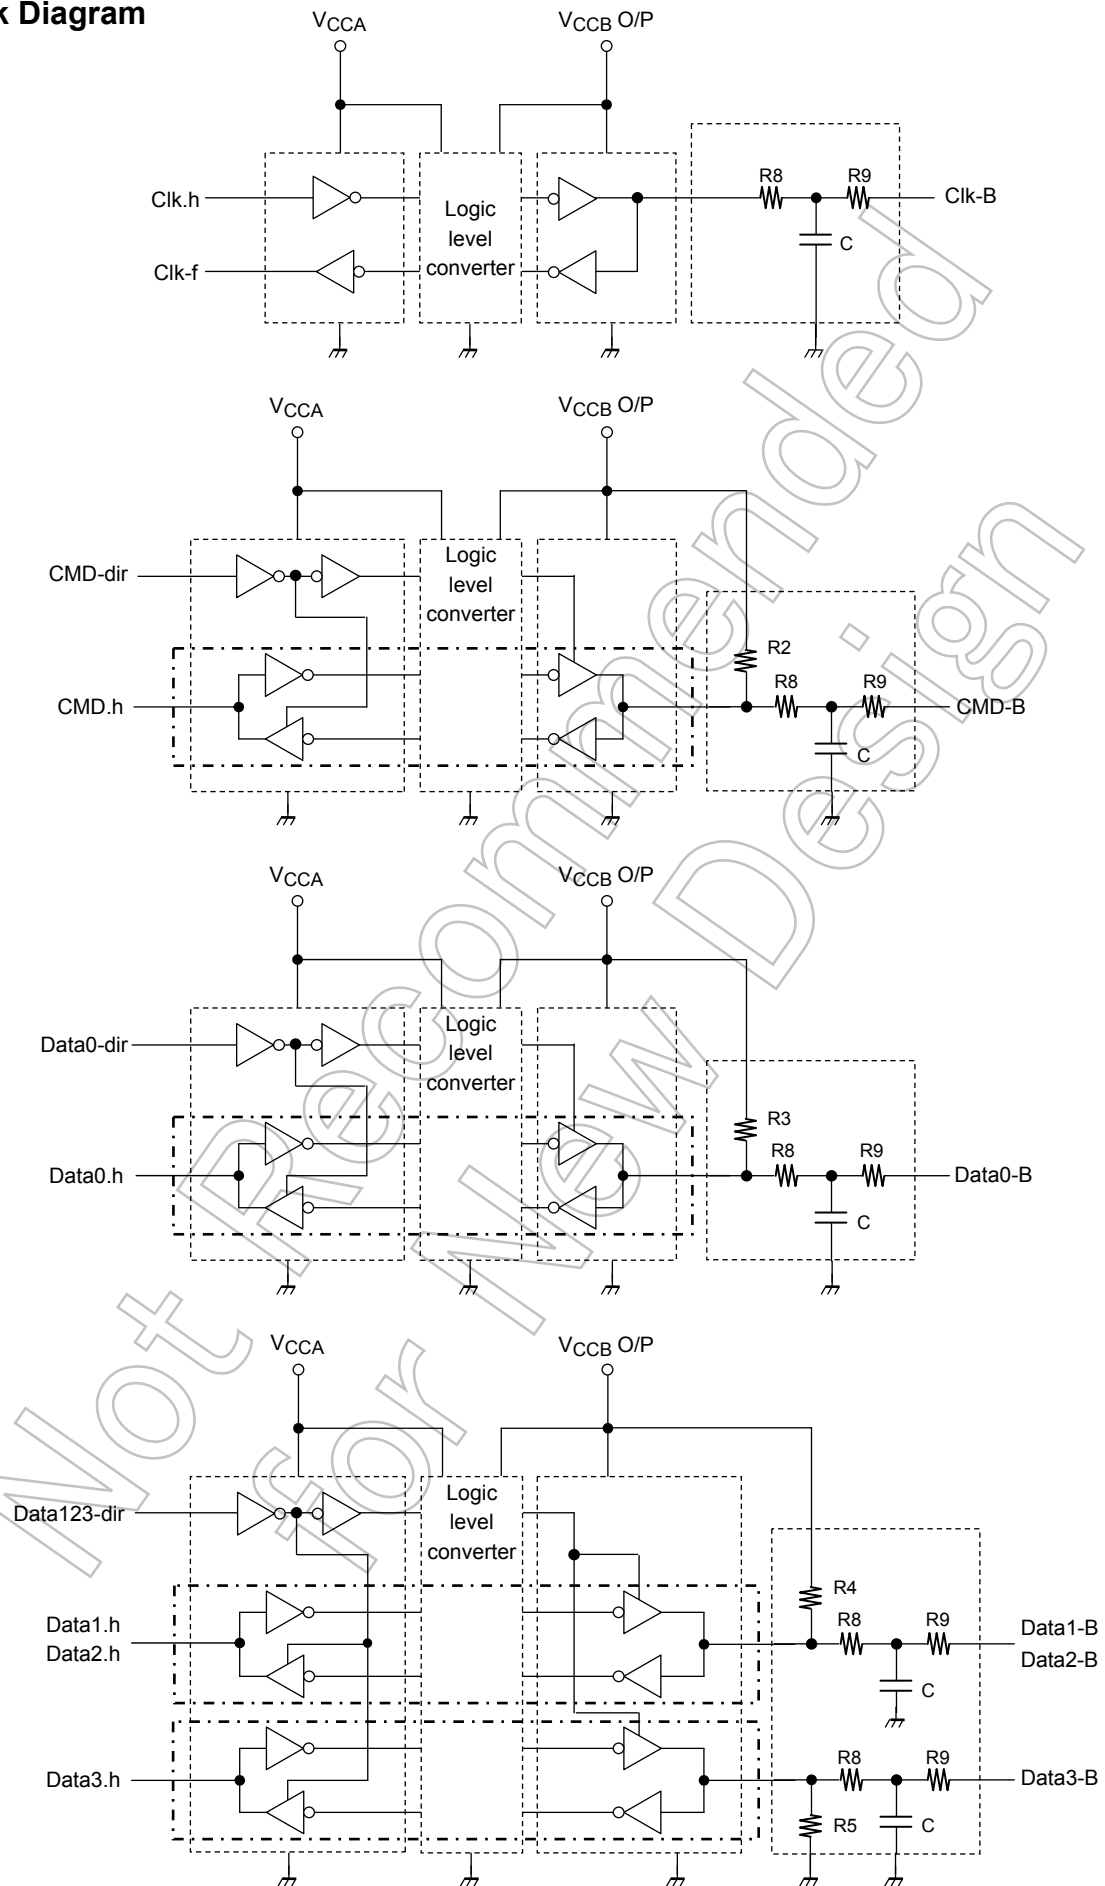 k Diagram
VCCA VCCB O/P
Clk.h
Logic
level
converter
R8 R9 Clk-B
C
Clk-f
VCCA VCCB O/P
CMD-dir
Logic
level
converter
R2
R8 R9
CMD.h
CMD-B
C
VCCA VCCB O/P
Data0-dir
Logic
level
converter
R3
R8 R9
Data0.h
Data0-B
C
VCCA VCCB O/P
Data123-dir
Logic
level
converter
R4
Data1.h
Data2.h
R8 R9
Data1-B
Data2-B
C
Data3.h
R8 R9
Data3-B
R5 C
Not Recommended
for New Design